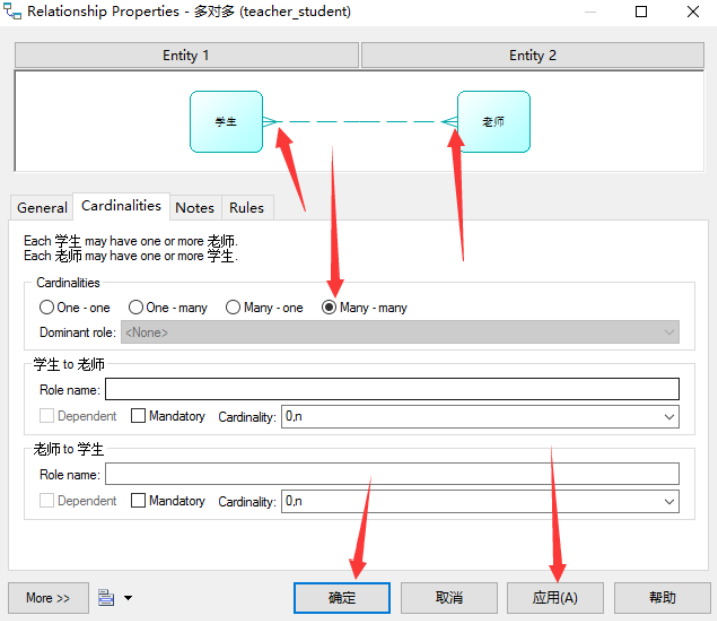 Relationship Properties - 多对多 (teacher_student)
Entity 1 Entity 2
学生 老师
General Cardinalities Notes Rules
Each 学生 may have one or more 老师.
Each 老师 may have one or more 学生.
Cardinalities
One - one One - many Many - one Many - many
Dominant role: <None>
学生 to 老师
Role name:
Dependent Mandatory Cardinality: 0,n
老师 to 学生
Role name:
Dependent Mandatory Cardinality: 0,n
More >> 确定 取消 应用(A) 帮助